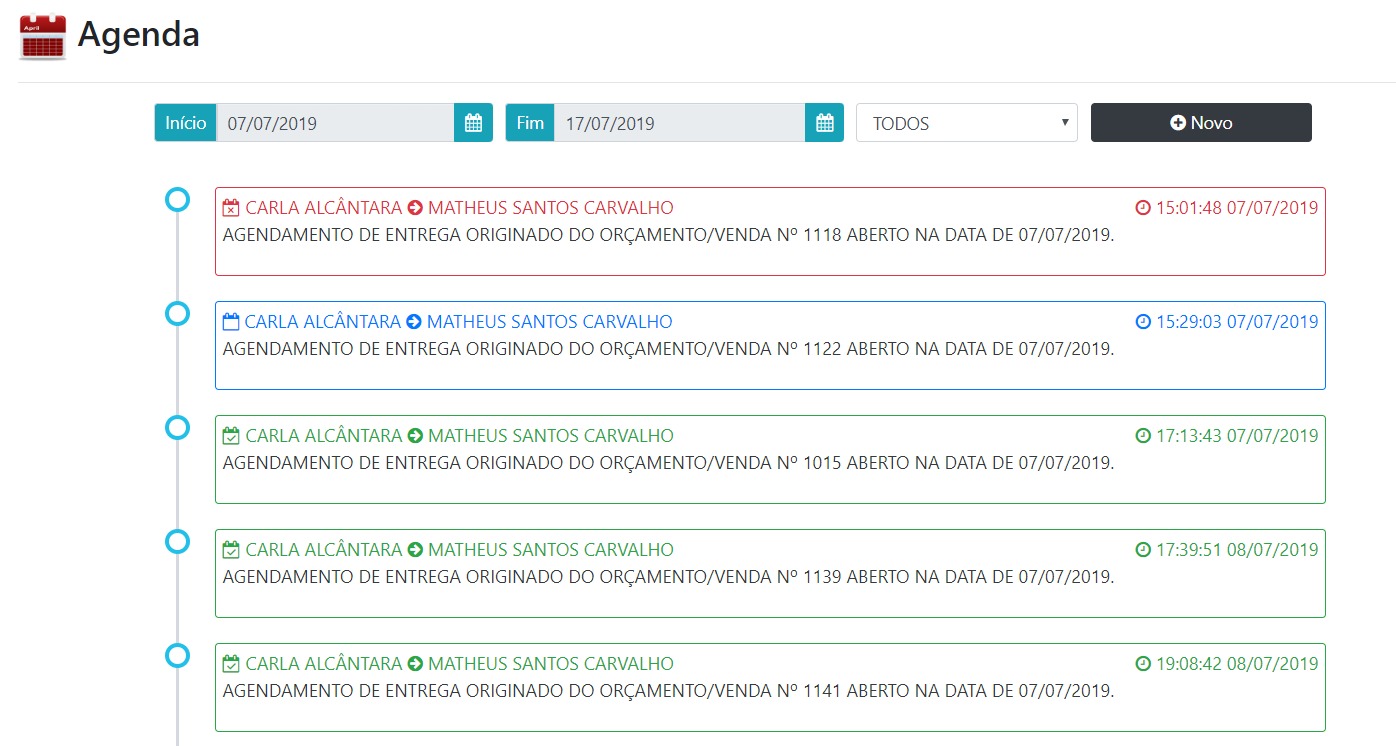 April
Agenda
Início 07/07/2019 Fim 17/07/2019 TODOS Novo
CARLA ALCÂNTARA MATHEUS SANTOS CARVALHO 15:01:48 07/07/2019
AGENDAMENTO DE ENTREGA ORIGINADO DO ORÇAMENTO/VENDA Nº 1118 ABERTO NA DATA DE 07/07/2019.
CARLA ALCÂNTARA MATHEUS SANTOS CARVALHO 15:29:03 07/07/2019
AGENDAMENTO DE ENTREGA ORIGINADO DO ORÇAMENTO/VENDA Nº 1122 ABERTO NA DATA DE 07/07/2019.
CARLA ALCÂNTARA MATHEUS SANTOS CARVALHO 17:13:43 07/07/2019
AGENDAMENTO DE ENTREGA ORIGINADO DO ORÇAMENTO/VENDA Nº 1015 ABERTO NA DATA DE 07/07/2019.
CARLA ALCÂNTARA MATHEUS SANTOS CARVALHO 17:39:51 08/07/2019
AGENDAMENTO DE ENTREGA ORIGINADO DO ORÇAMENTO/VENDA Nº 1139 ABERTO NA DATA DE 07/07/2019.
CARLA ALCÂNTARA MATHEUS SANTOS CARVALHO 19:08:42 08/07/2019
AGENDAMENTO DE ENTREGA ORIGINADO DO ORÇAMENTO/VENDA Nº 1141 ABERTO NA DATA DE 07/07/2019.